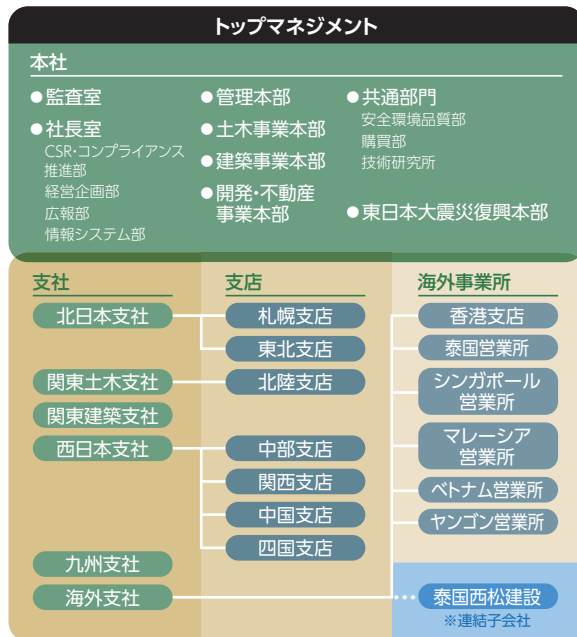 トップマネジメント
本社
●監査室
●社長室
CSR・コンプライアンス
推進部
経営企画部
広報部
情報システム部
●管理本部
●土木事業本部
●建築事業本部
●開発・不動産
事業本部
●共通部門
安全環境品質部
購買部
技術研究所
●東日本大震災復興本部
支社
北日本支社
関東土木支社
関東建築支社
西日本支社
九州支社
海外支社
支店
札幌支店
東北支店
北陸支店
中部支店
関西支店
中国支店
四国支店
海外事業所
香港支店
泰国営業所
シンガポール
営業所
マレーシア
営業所
ベトナム営業所
ヤンゴン営業所
泰国西松建設
※連結子会社